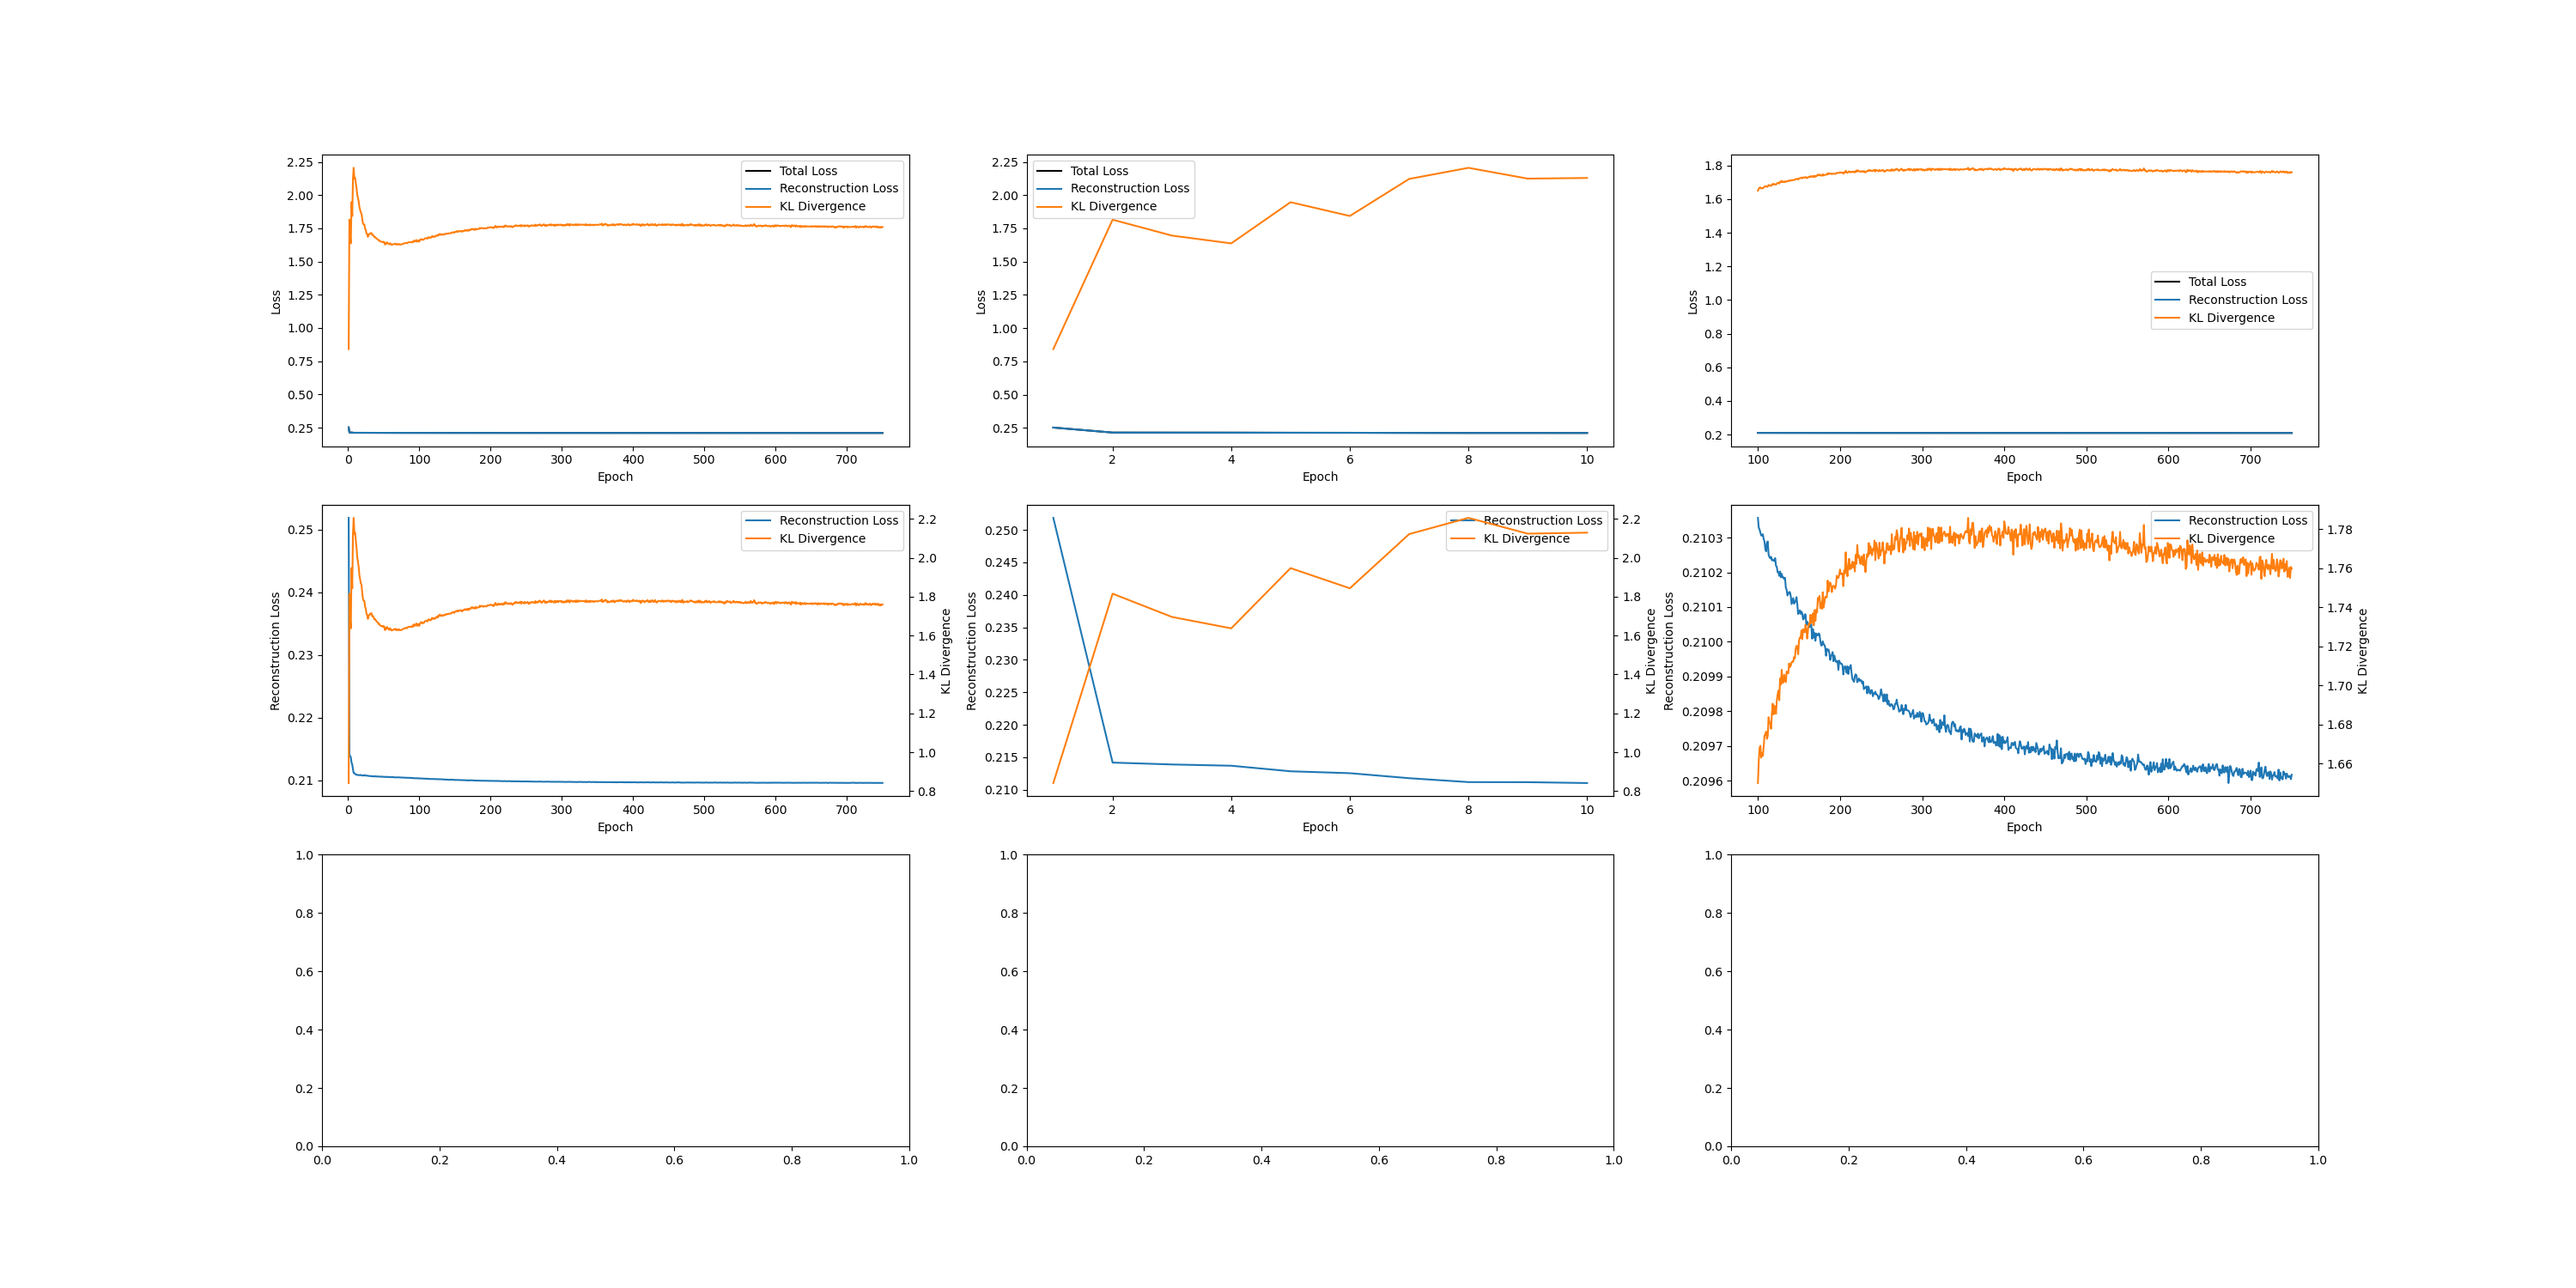 2.25
2.00
1.75
1.50
1.25
1.00
0.75
0.50
0.25
Loss
Total Loss
Reconstruction Loss
KL Divergence
0 100 200 300 400 500 600 700
Epoch
2.25
2.00
1.75
1.50
1.25
1.00
0.75
0.50
0.25
Loss
Total Loss
Reconstruction Loss
KL Divergence
2 4 6 8 10
Epoch
1.8
1.6
1.4
1.2
1.0
0.8
0.6
0.4
0.2
Loss
Total Loss
Reconstruction Loss
KL Divergence
100 200 300 400 500 600 700
Epoch
0.25
0.24
0.23
0.22
0.21
Reconstruction Loss
Reconstruction Loss
KL Divergence
2.2
2.0
1.8
1.6
1.4
1.2
1.0
0.8
KL Divergence
0 100 200 300 400 500 600 700
Epoch
0.250
0.245
0.240
0.235
0.230
0.225
0.220
0.215
0.210
Reconstruction Loss
Reconstruction Loss
KL Divergence
2.2
2.0
1.8
1.6
1.4
1.2
1.0
0.8
KL Divergence
2 4 6 8 10
Epoch
0.2103
0.2102
0.2101
0.2100
0.2099
0.2098
0.2097
0.2096
Reconstruction Loss
Reconstruction Loss
KL Divergence
1.78
1.76
1.74
1.72
1.70
1.68
1.66
KL Divergence
100 200 300 400 500 600 700
Epoch
1.0
0.8
0.6
0.4
0.2
0.0
0.0 0.2 0.4 0.6 0.8 1.0
1.0
0.8
0.6
0.4
0.2
0.0
0.0 0.2 0.4 0.6 0.8 1.0
1.0
0.8
0.6
0.4
0.2
0.0
0.0 0.2 0.4 0.6 0.8 1.0